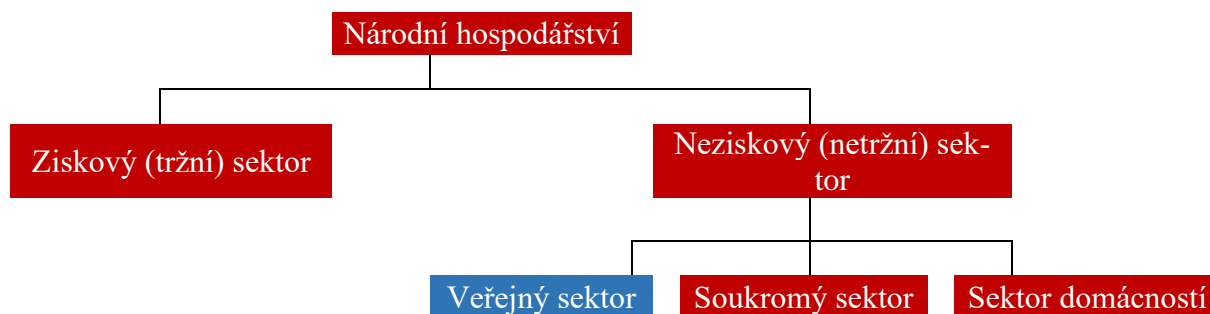 Národní hospodářství
Ziskový (tržní) sektor
Neziskový (netržní) sek-
tor
Veřejný sektor
Soukromý sektor
Sektor domácností